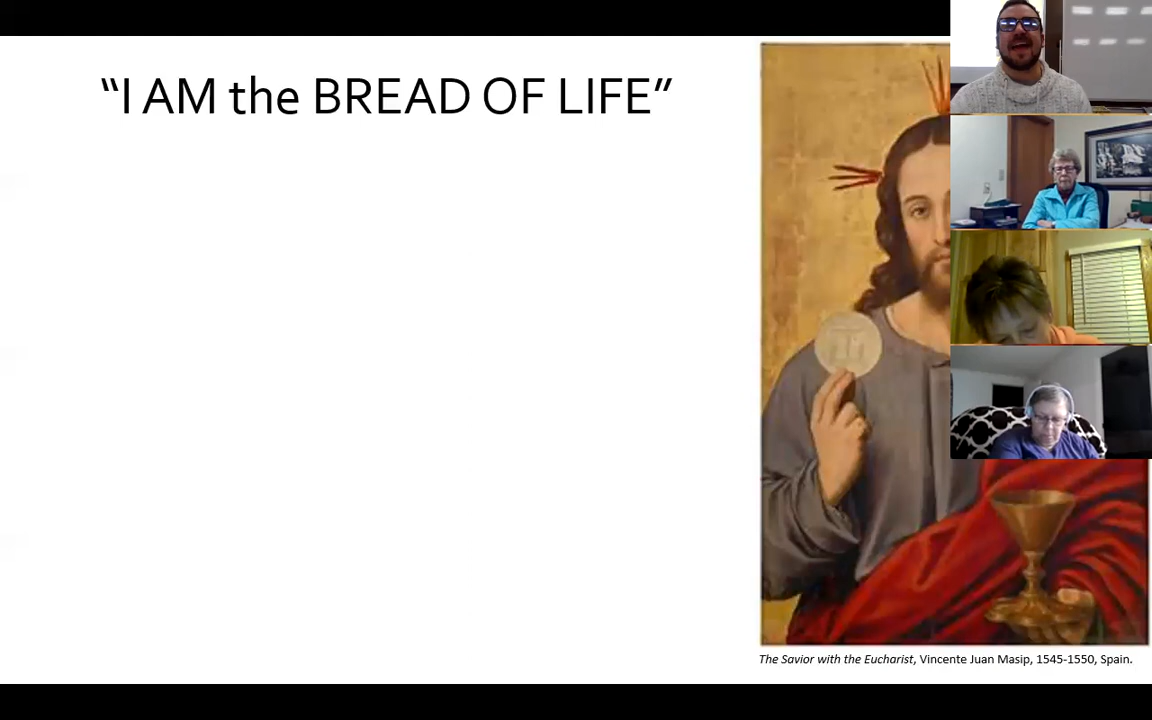 “I AM the BREAD OF LIFE”
The Savior with the Eucharist, Vincente Juan Masip, 1545-1550, Spain.